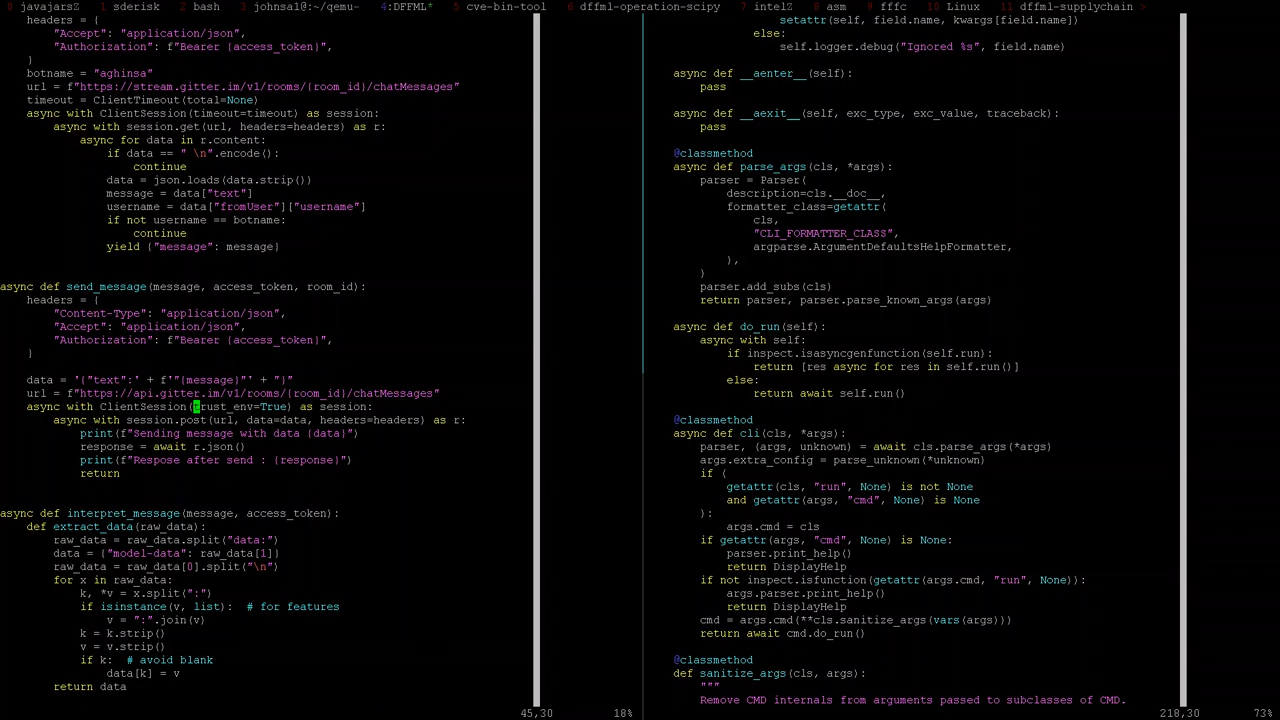 0 javajarsZ   1 sderisk   2 bash   3 johnsa1@:~/qemu-   4:DFFML*   5 cve-bin-tool   6 dffml-operation-scipy   7 intelZ   8 asm   9 fffc   10 Linux   11 dffml-supplychain >
    headers = {
        "Accept": "application/json",
        "Authorization": f"Bearer {access_token}",
    }
    botname = "aghinsa"
    url = f"https://stream.gitter.im/v1/rooms/{room_id}/chatMessages"
    timeout = ClientTimeout(total=None)
    async with ClientSession(timeout=timeout) as session:
        async with session.get(url, headers=headers) as r:
            async for data in r.content:
                if data == " \n".encode():
                    continue
                data = json.loads(data.strip())
                message = data["text"]
                username = data["fromUser"]["username"]
                if not username == botname:
                    continue
                yield {"message": message}
async def send_message(message, access_token, room_id):
    headers = {
        "Content-Type": "application/json",
        "Accept": "application/json",
        "Authorization": f"Bearer {access_token}",
    }
    data = '{"text":' + f'"{message}"' + "}"
    url = f"https://api.gitter.im/v1/rooms/{room_id}/chatMessages"
    async with ClientSession(trust_env=True) as session:
        async with session.post(url, data=data, headers=headers) as r:
            print(f"Sending message with data {data}")
            response = await r.json()
            print(f"Respose after send : {response}")
            return
async def interpret_message(message, access_token):
    def extract_data(raw_data):
        raw_data = raw_data.split("data:")
        data = {"model-data": raw_data[1]}
        raw_data = raw_data[0].split("\n")
        for x in raw_data:
            k, *v = x.split(":")
            if isinstance(v, list):  # for features
                v = ":".join(v)
            k = k.strip()
            v = v.strip()
            if k:  # avoid blank
                data[k] = v
        return data
45,30          18%
                setattr(self, field.name, kwargs[field.name])
            else:
                self.logger.debug("Ignored %s", field.name)
    async def __aenter__(self):
        pass
    async def __aexit__(self, exc_type, exc_value, traceback):
        pass
    @classmethod
    async def parse_args(cls, *args):
        parser = Parser(
            description=cls.__doc__,
            formatter_class=getattr(
                cls,
                "CLI_FORMATTER_CLASS",
                argparse.ArgumentDefaultsHelpFormatter,
            ),
        )
        parser.add_subs(cls)
        return parser, parser.parse_known_args(args)
    async def do_run(self):
        async with self:
            if inspect.isasyncgenfunction(self.run):
                return [res async for res in self.run()]
            else:
                return await self.run()
    @classmethod
    async def cli(cls, *args):
        parser, (args, unknown) = await cls.parse_args(*args)
        args.extra_config = parse_unknown(*unknown)
        if (
            getattr(cls, "run", None) is not None
            and getattr(args, "cmd", None) is None
        ):
            args.cmd = cls
        if getattr(args, "cmd", None) is None:
            parser.print_help()
            return DisplayHelp
        if not inspect.isfunction(getattr(args.cmd, "run", None)):
            args.parser.print_help()
            return DisplayHelp
        cmd = args.cmd(**cls.sanitize_args(vars(args)))
        return await cmd.do_run()
    @classmethod
    def sanitize_args(cls, args):
        """
        Remove CMD internals from arguments passed to subclasses of CMD.
218,30          73%